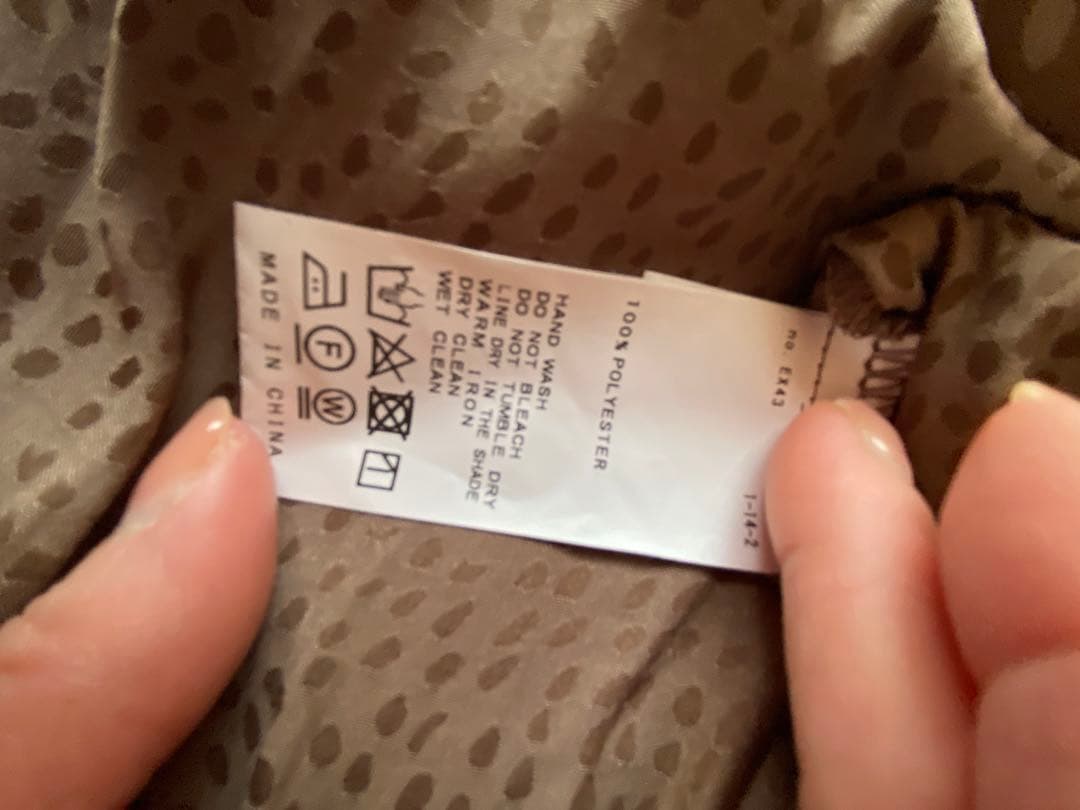 no. EX43
1-14-2
100% POLYESTER
HAND WASH
DO NOT BLEACH
DO NOT TUMBLE DRY
LINE DRY IN THE SHADE
WARM IRON
DRY CLEAN
WET CLEAN
F
W
MADE IN CHINA